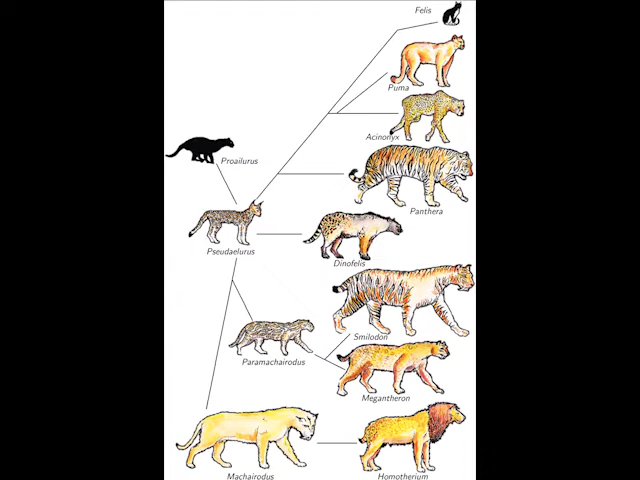 Felis
Puma
Acinonyx
Proailurus
Panthera
Pseudaelurus
Dinofelis
Smilodon
Paramachairodus
Megantheron
Machairodus
Homotherium